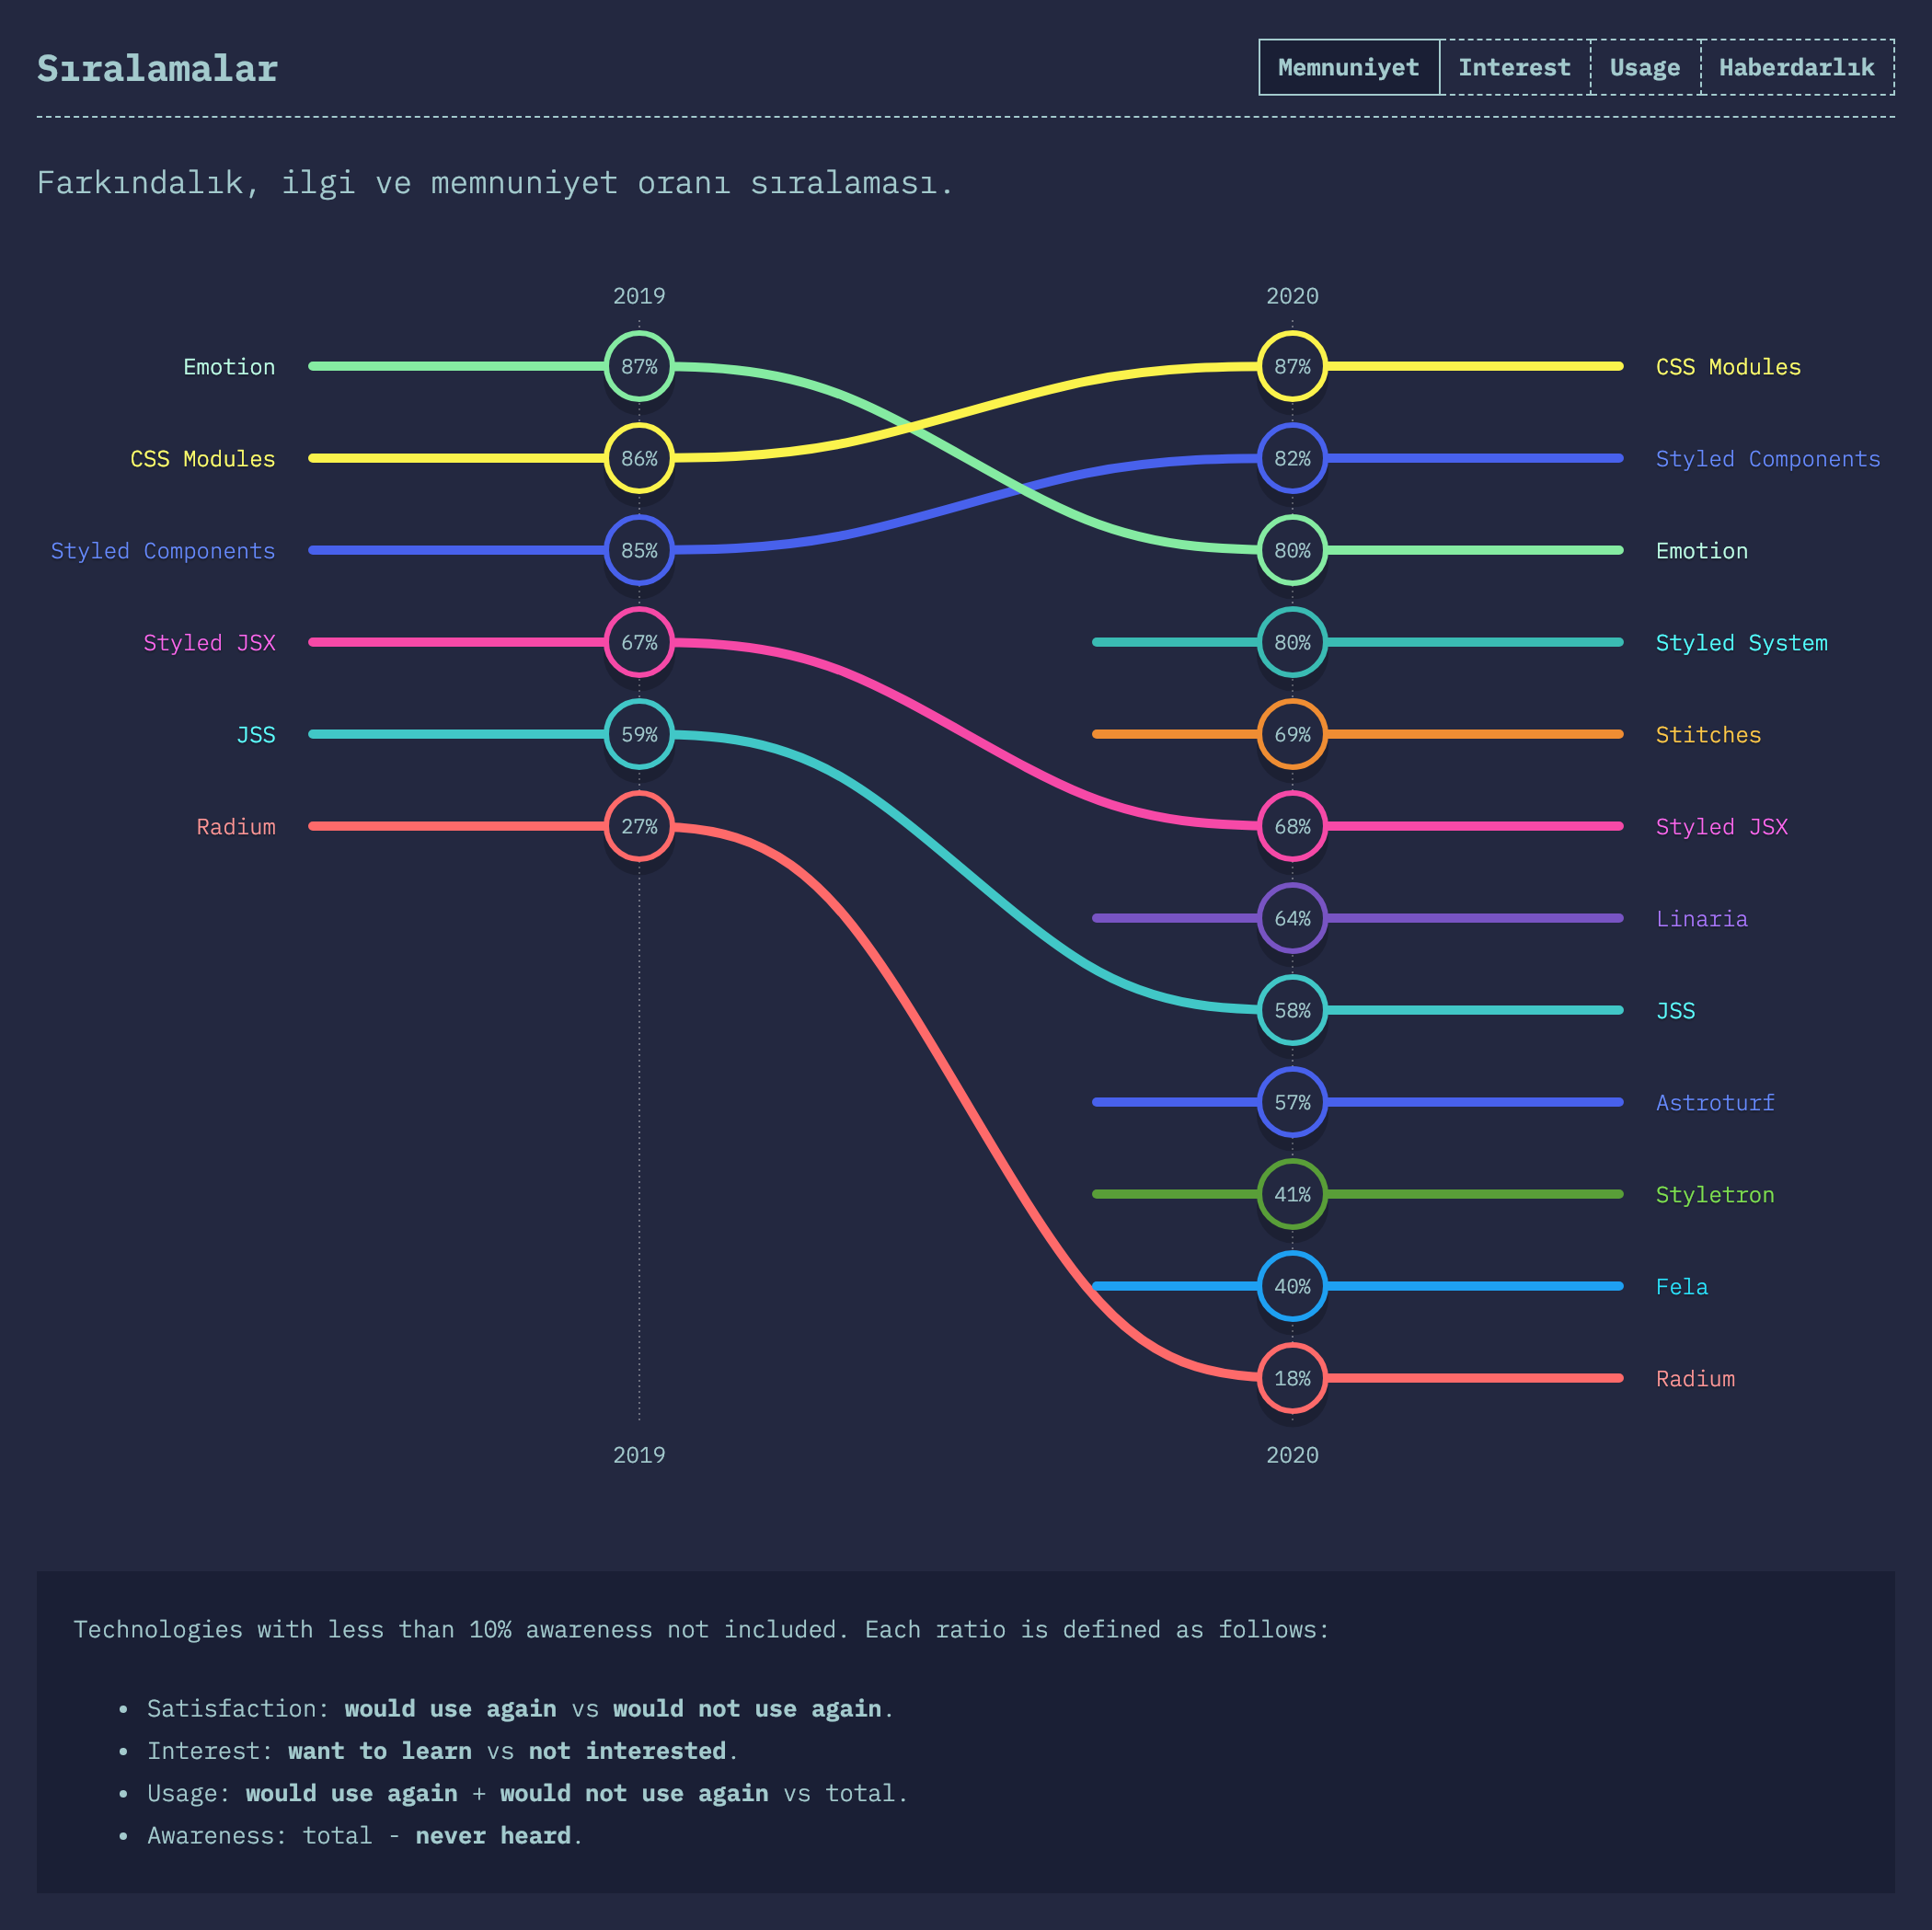 Sıralamalar
Memnuniyet Interest Usage Haberdarlık
Farkındalık, ilgi ve memnuniyet oranı sıralaması.
2019 2020
Emotion 87% 87% CSS Modules
CSS Modules 86% 82% Styled Components
Styled Components 85% 80% Emotion
Styled JSX 67% 80% Styled System
JSS 59% 69% Stitches
Radium 27% 68% Styled JSX
64% Linaria
58% JSS
57% Astroturf
41% Styletron
40% Fela
18% Radium
2019 2020
Technologies with less than 10% awareness not included. Each ratio is defined as follows:
• Satisfaction: would use again vs would not use again.
• Interest: want to learn vs not interested.
• Usage: would use again + would not use again vs total.
• Awareness: total - never heard.